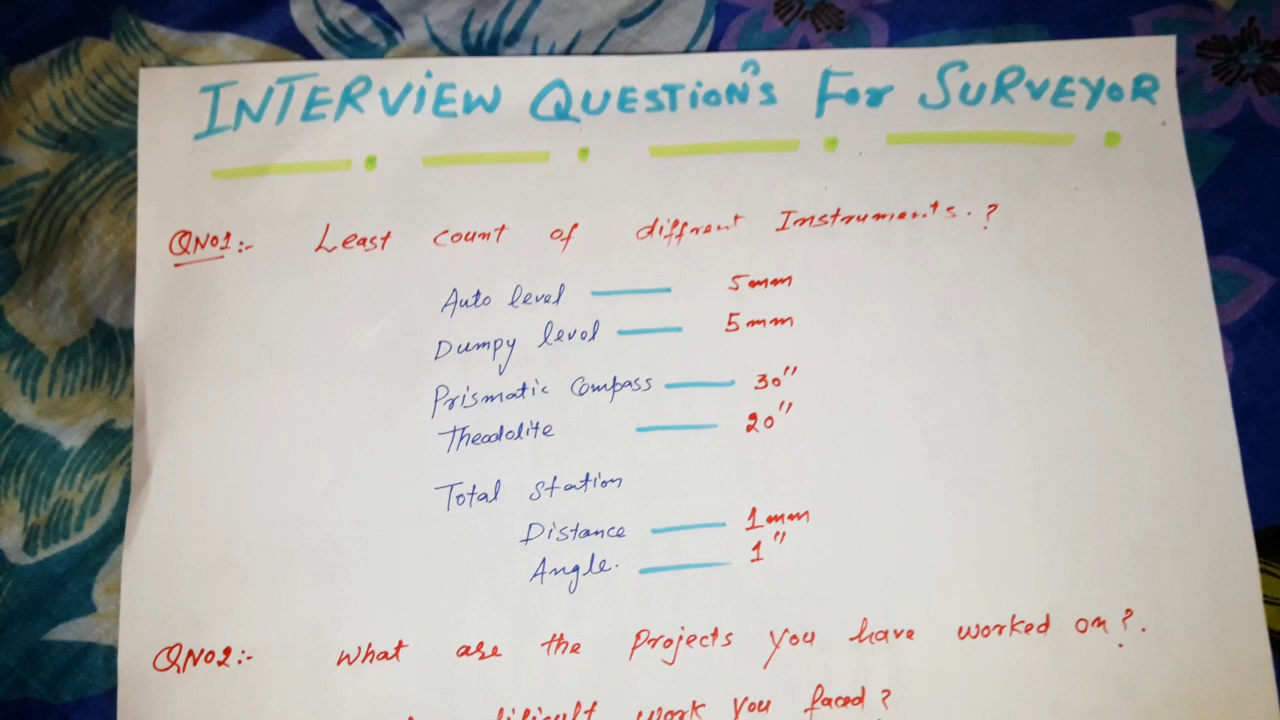 INTERVIEW QUESTIONS For SURVEYOR
QNo1:- Least count of diffrent Instruments.?
Auto level —— 5mm
Dumpy level —— 5mm
Prismatic Compass —— 30"
Theodolite —— 20"
Total Station
Distance —— 1mm
Angle. —— 1"
QNo2:- What are the Projects you have worked on?.
work you faced?